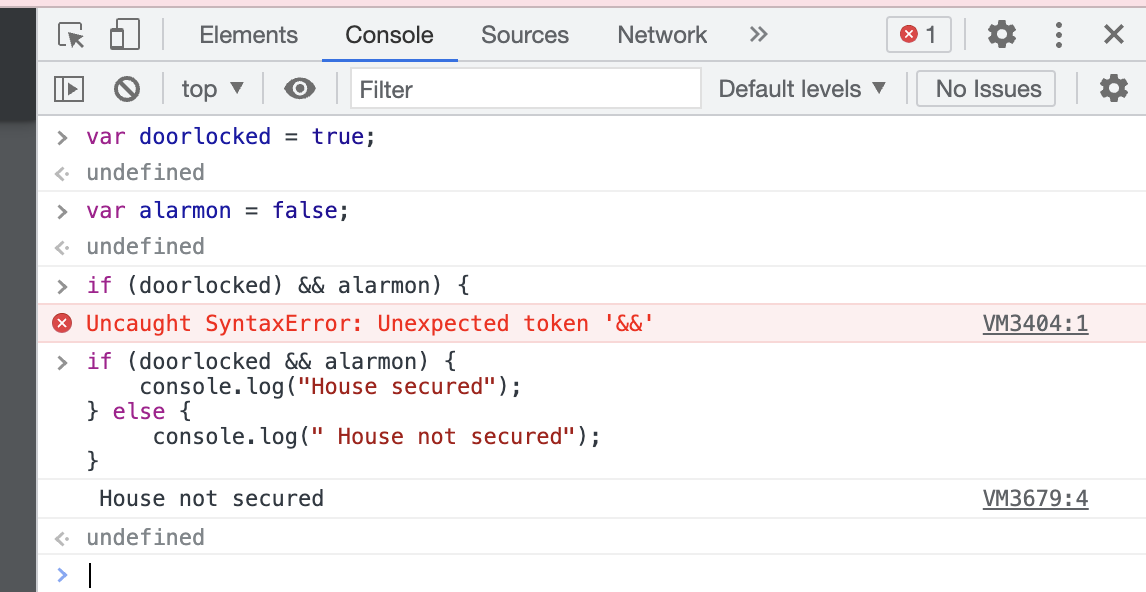 Elements Console Sources Network » 1
top ▼ Filter Default levels ▼ No Issues
> var doorlocked = true;
<· undefined
> var alarmon = false;
<· undefined
> if (doorlocked) && alarmon) {
Uncaught SyntaxError: Unexpected token '&&' VM3404:1
> if (doorlocked && alarmon) {
console.log("House secured");
} else {
console.log(" House not secured");
}
House not secured VM3679:4
<· undefined
>